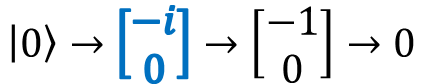 |0⟩ → [−i 0] → [−1 0] → 0